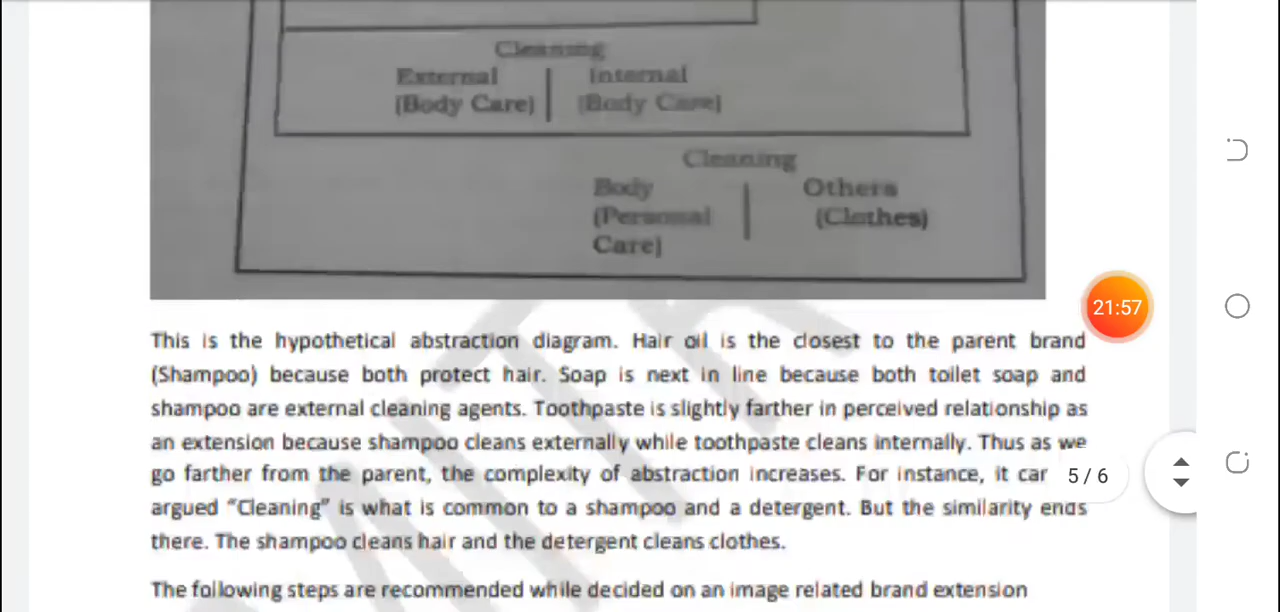 Cleaning
External Internal
(Body Care) (Body Care)
Cleaning
Body Others
(Personal (Clothes)
Care)
This is the hypothetical abstraction diagram. Hair oil is the closest to the parent brand
(Shampoo) because both protect hair. Soap is next in line because both toilet soap and
shampoo are external cleaning agents. Toothpaste is slightly farther in perceived relationship as
an extension because shampoo cleans externally while toothpaste cleans internally. Thus as we
go farther from the parent, the complexity of abstraction increases. For instance, it car
argued "Cleaning" is what is common to a shampoo and a detergent. But the similarity ends
there. The shampoo cleans hair and the detergent cleans clothes.
The following steps are recommended while decided on an image related brand extension
21:57
5 / 6